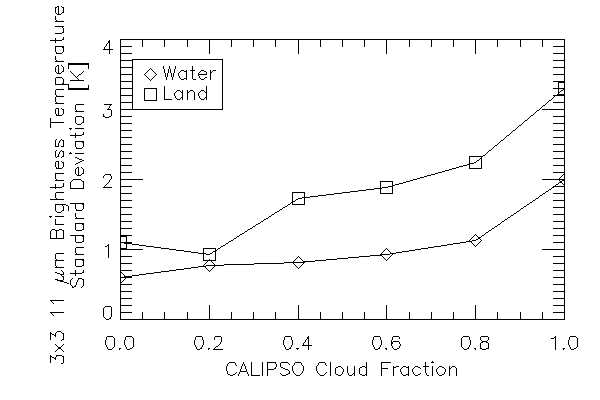 3x3 11 μm Brightness Temperature
Standard Deviation [K]
4
3
2
1
0
Water
Land
0.0 0.2 0.4 0.6 0.8 1.0
CALIPSO Cloud Fraction